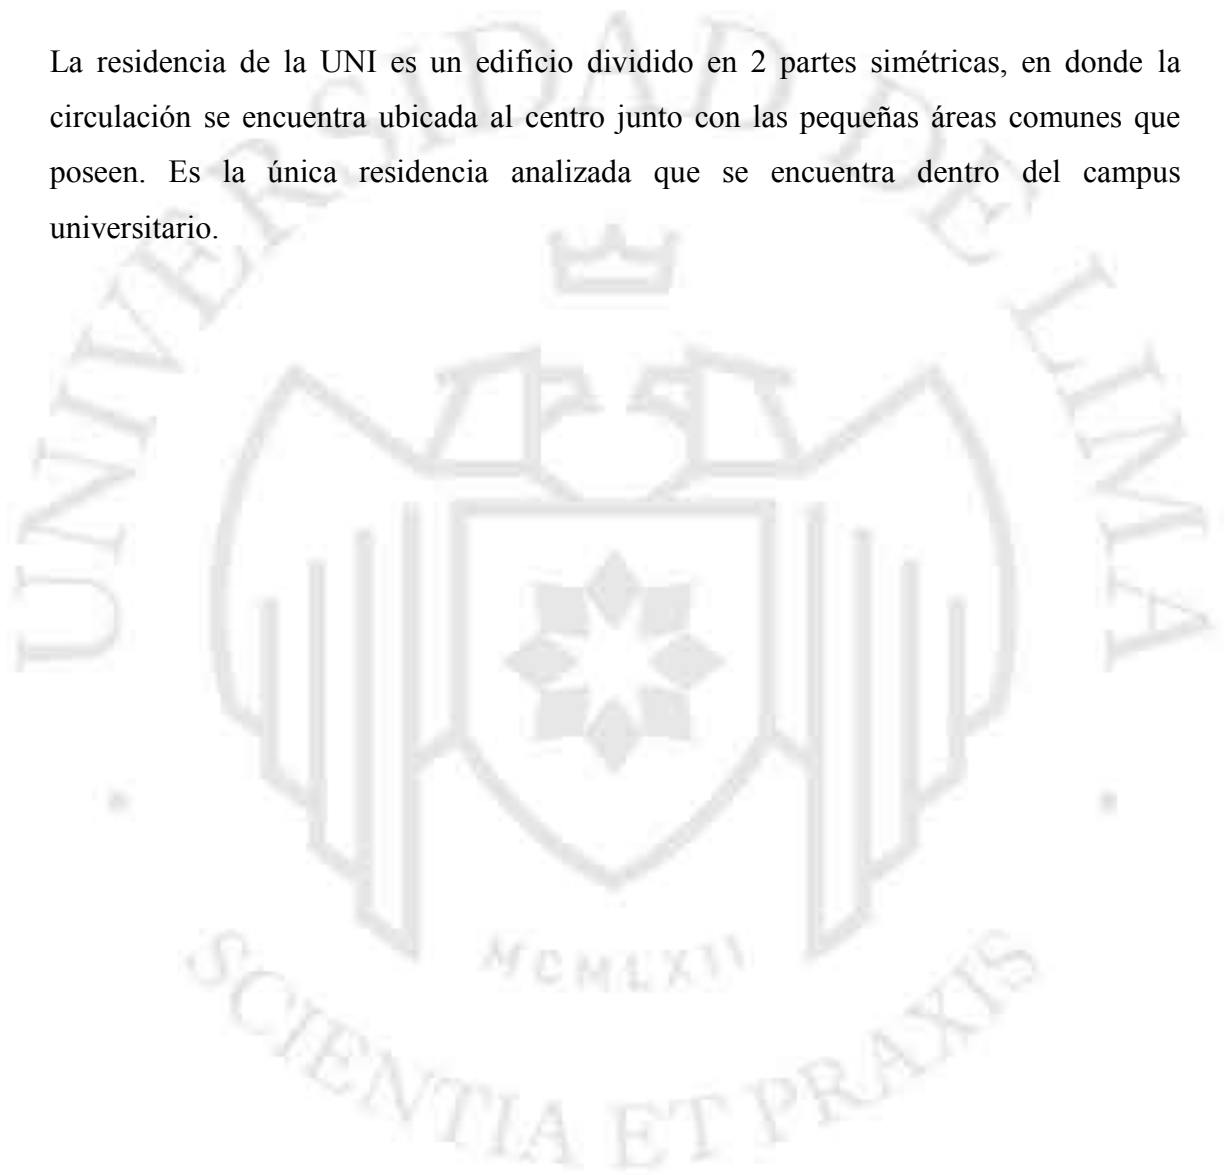 La residencia de la UNI es un edificio dividido en 2 partes simétricas, en donde la
circulación se encuentra ubicada al centro junto con las pequeñas áreas comunes que
poseen. Es la única residencia analizada que se encuentra dentro del campus
universitario.
UNIVERSIDAD DE LIMA
MCMLXII
SCIENTIA ET PRAXIS